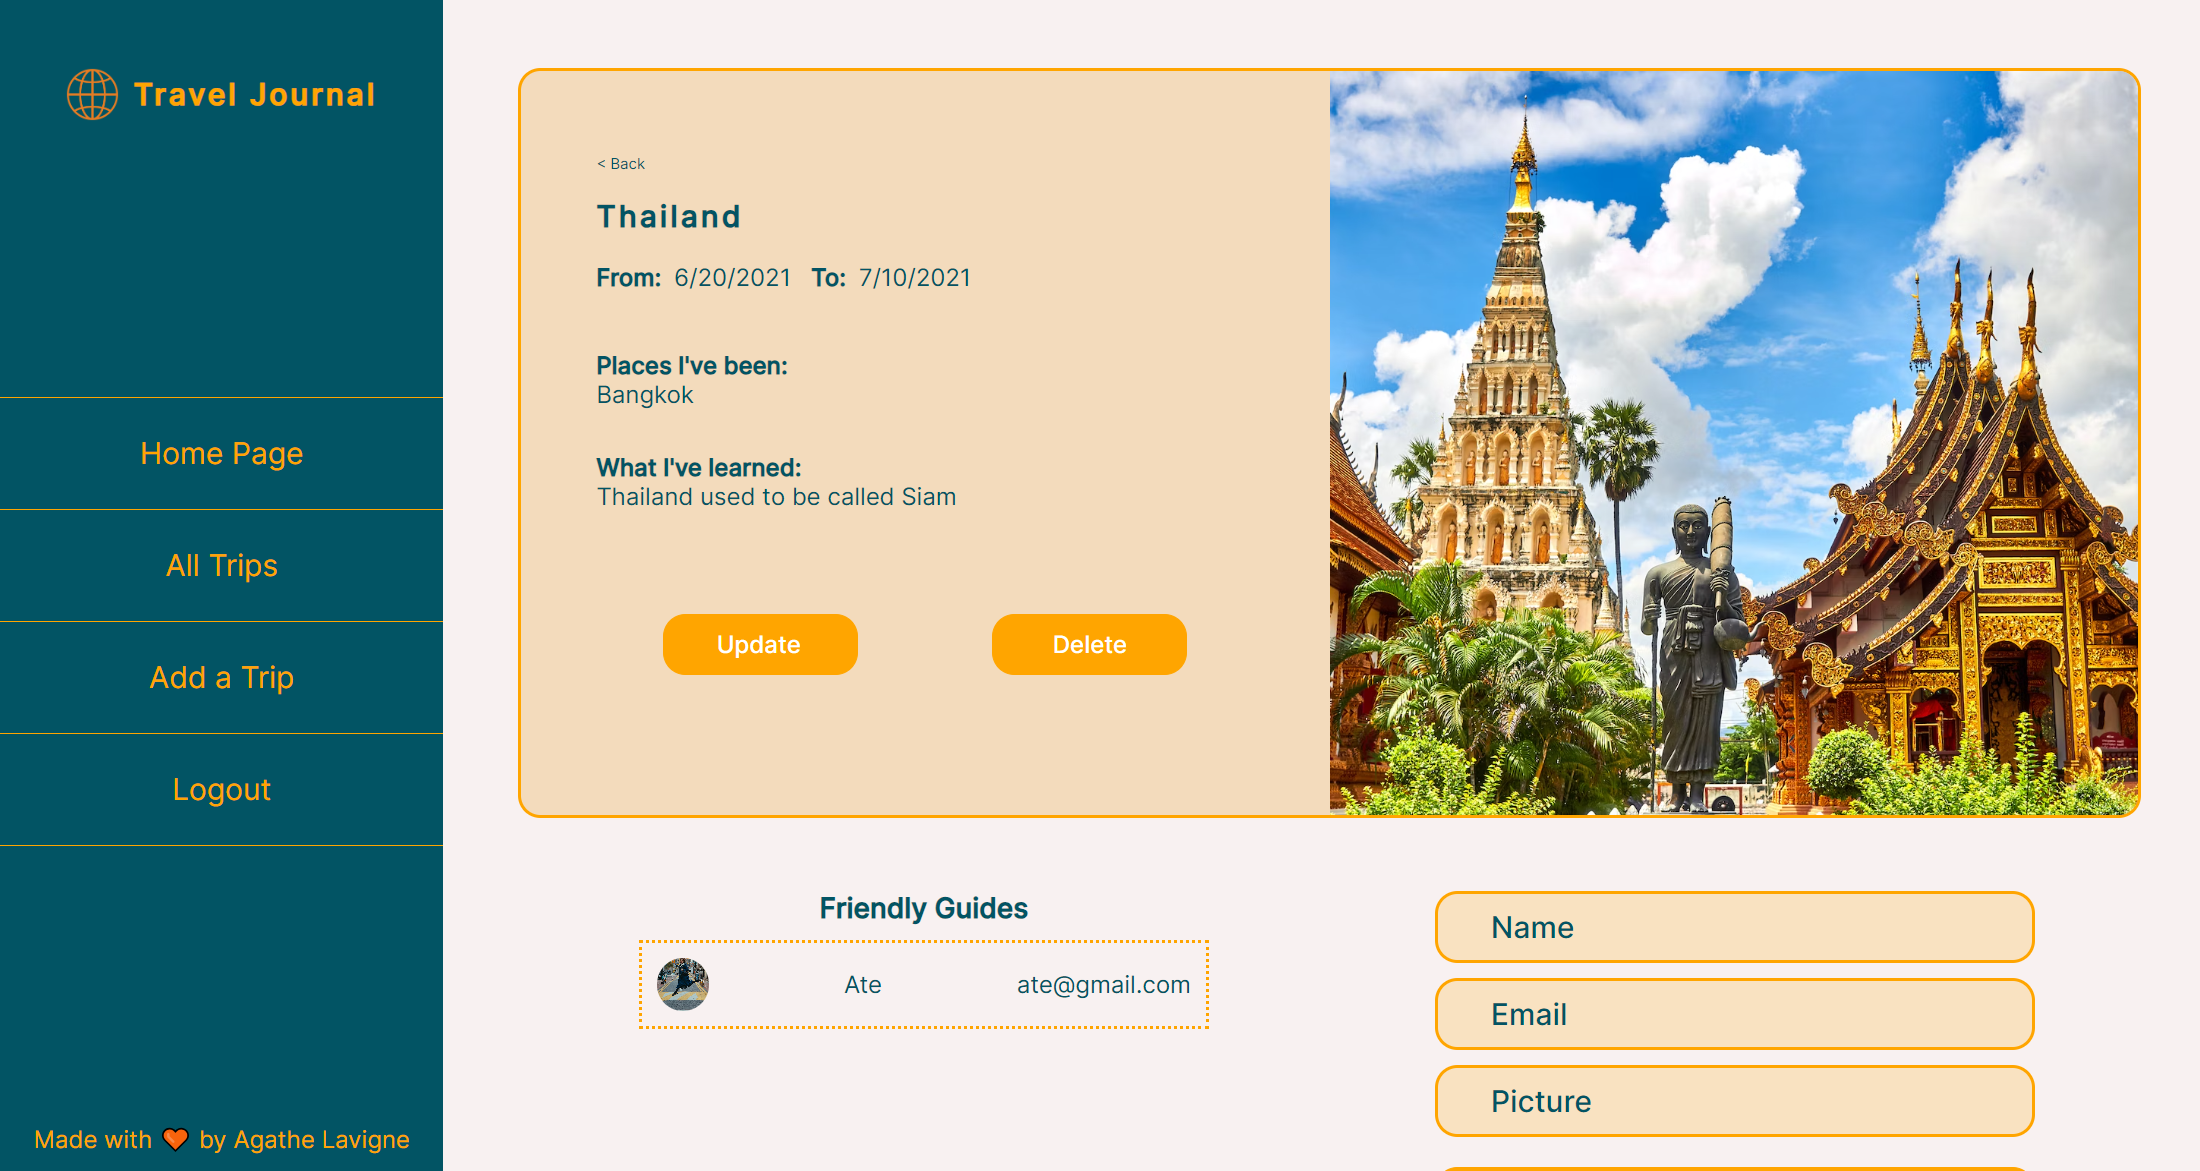 Travel Journal
Home Page
All Trips
Add a Trip
Logout
Made with 🧡 by Agathe Lavigne
< Back
Thailand
From: 6/20/2021 To: 7/10/2021
Places I've been:
Bangkok
What I've learned:
Thailand used to be called Siam
Update Delete
Friendly Guides
Ate ate@gmail.com
Name
Email
Picture